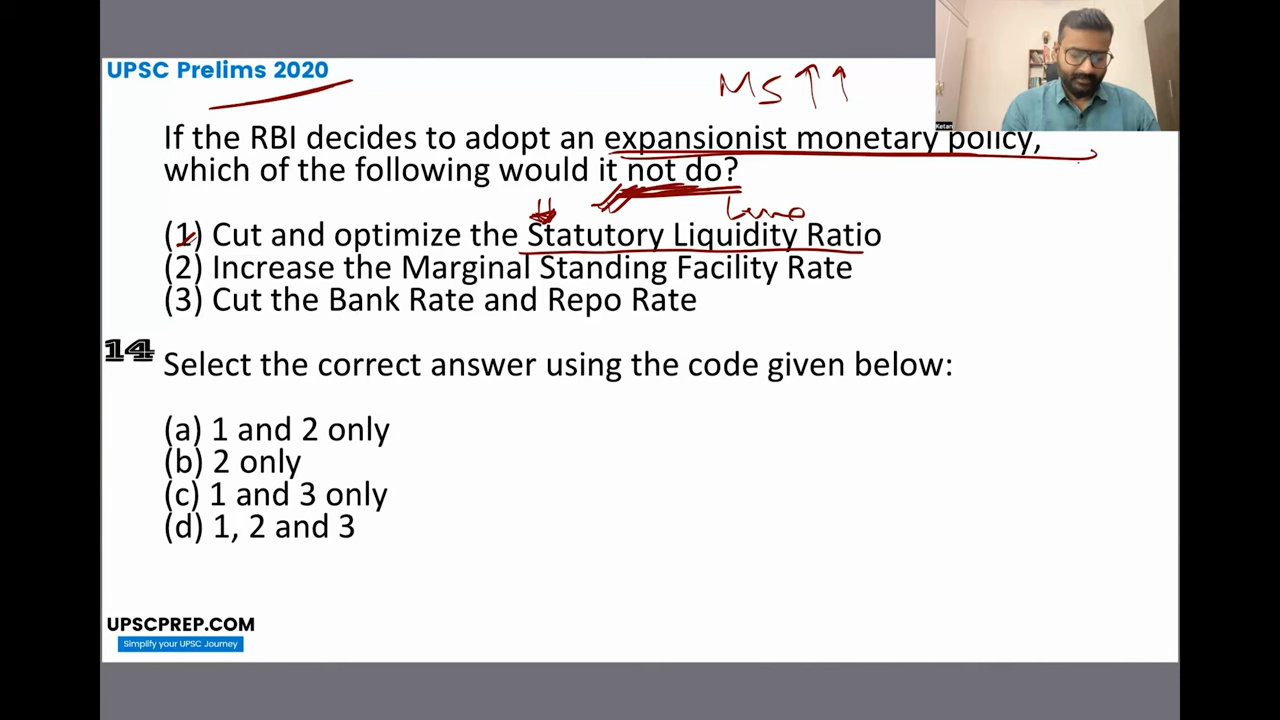 UPSC Prelims 2020
MS↑↑
If the RBI decides to adopt an expansionist monetary policy,
which of the following would it not do?
(1) Cut and optimize the Statutory Liquidity Ratio
(2) Increase the Marginal Standing Facility Rate
(3) Cut the Bank Rate and Repo Rate
14
Select the correct answer using the code given below:
(a) 1 and 2 only
(b) 2 only
(c) 1 and 3 only
(d) 1, 2 and 3
UPSCPREP.COM
Simplify your UPSC Journey
Ketan